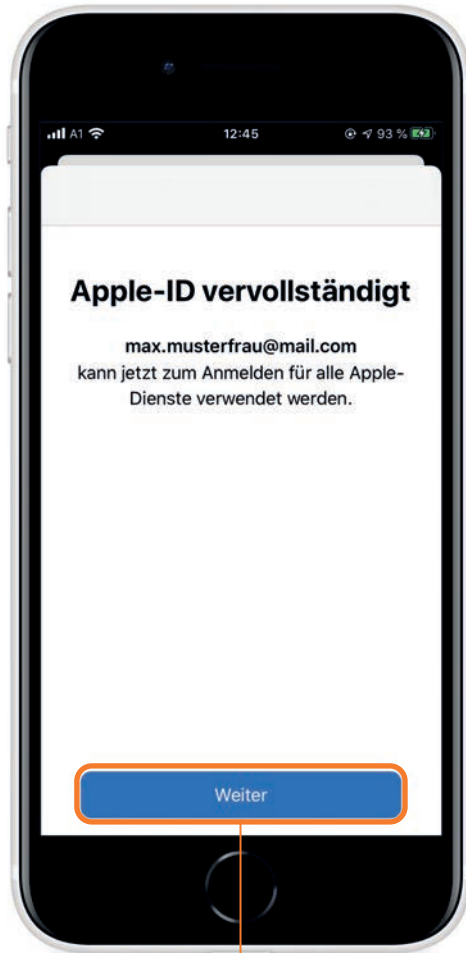 A1 12:45 93 %
Apple-ID vervollständigt
max.musterfrau@mail.com
kann jetzt zum Anmelden für alle Apple-
Dienste verwendet werden.
Weiter